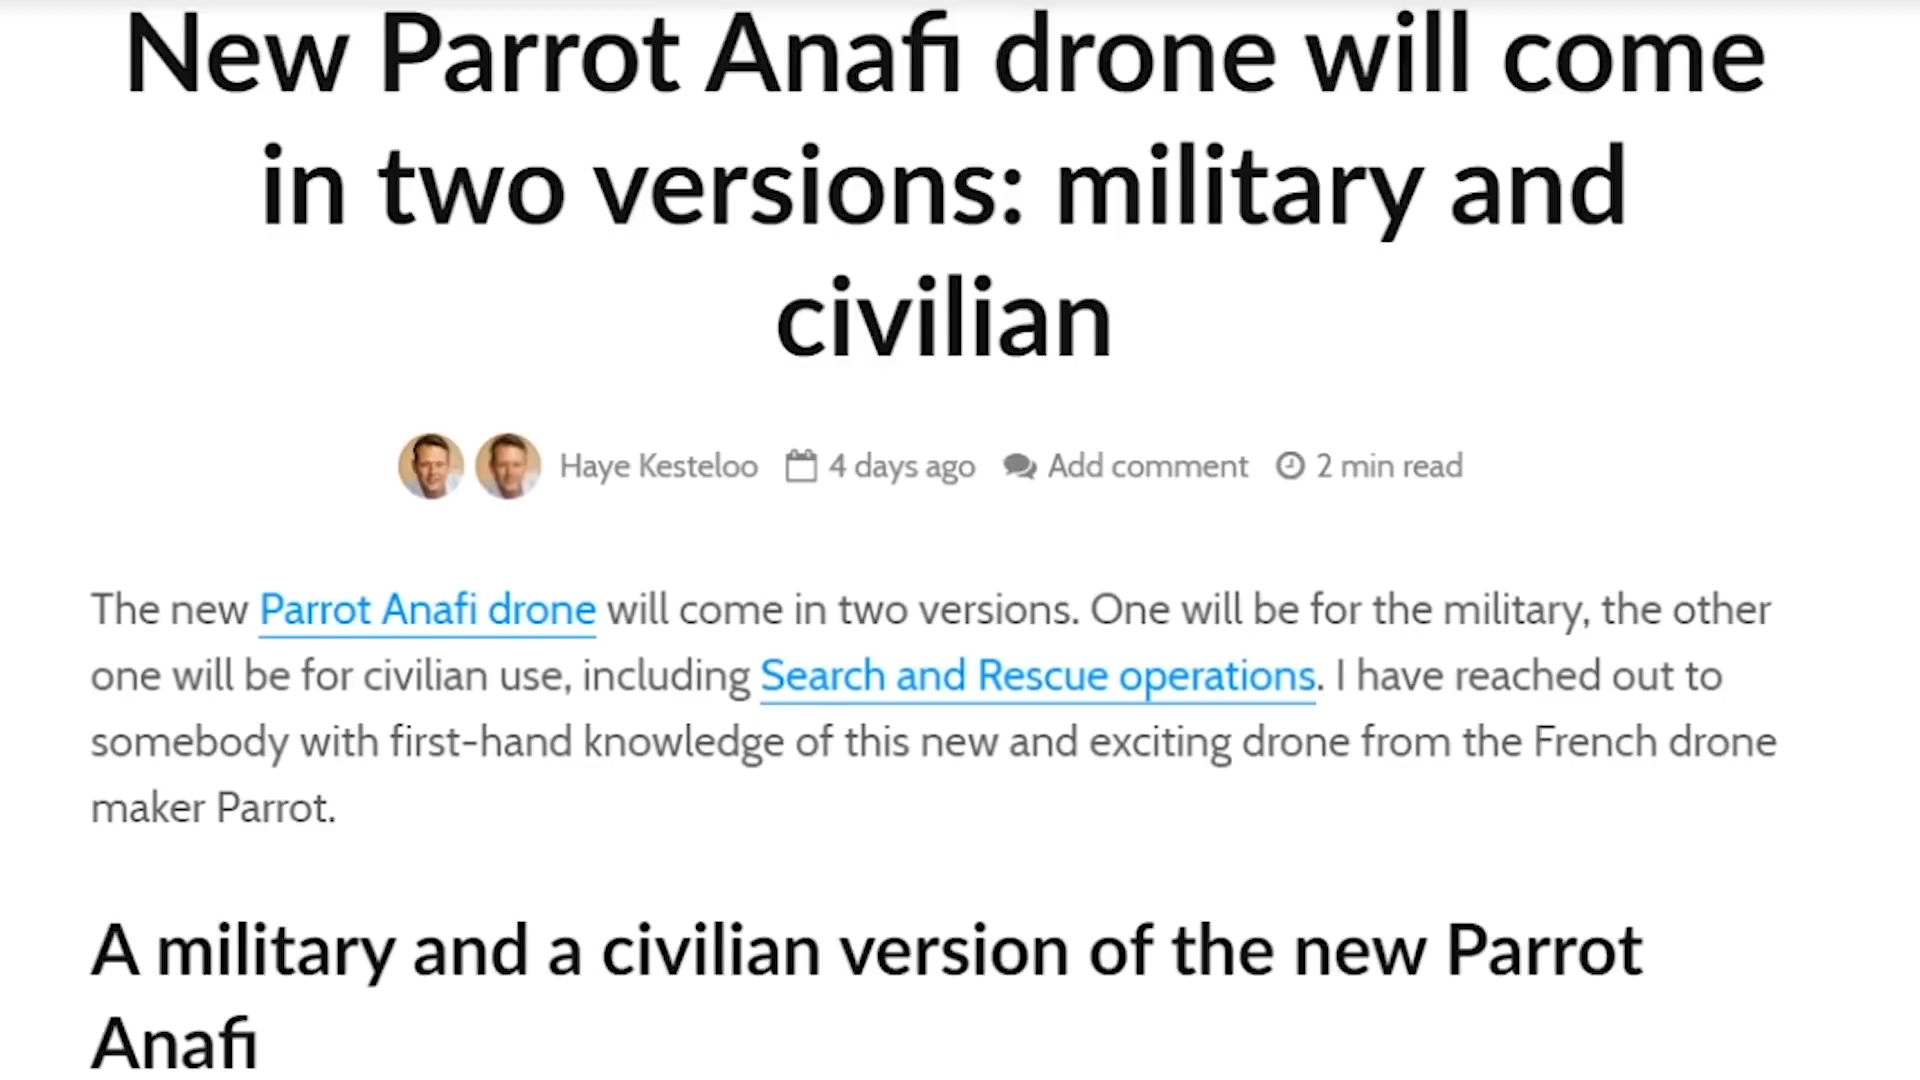 New Parrot Anafi drone will come
in two versions: military and
civilian
Haye Kesteloo 4 days ago Add comment 2 min read
The new Parrot Anafi drone will come in two versions. One will be for the military, the other
one will be for civilian use, including Search and Rescue operations. I have reached out to
somebody with first-hand knowledge of this new and exciting drone from the French drone
maker Parrot.
A military and a civilian version of the new Parrot
Anafi